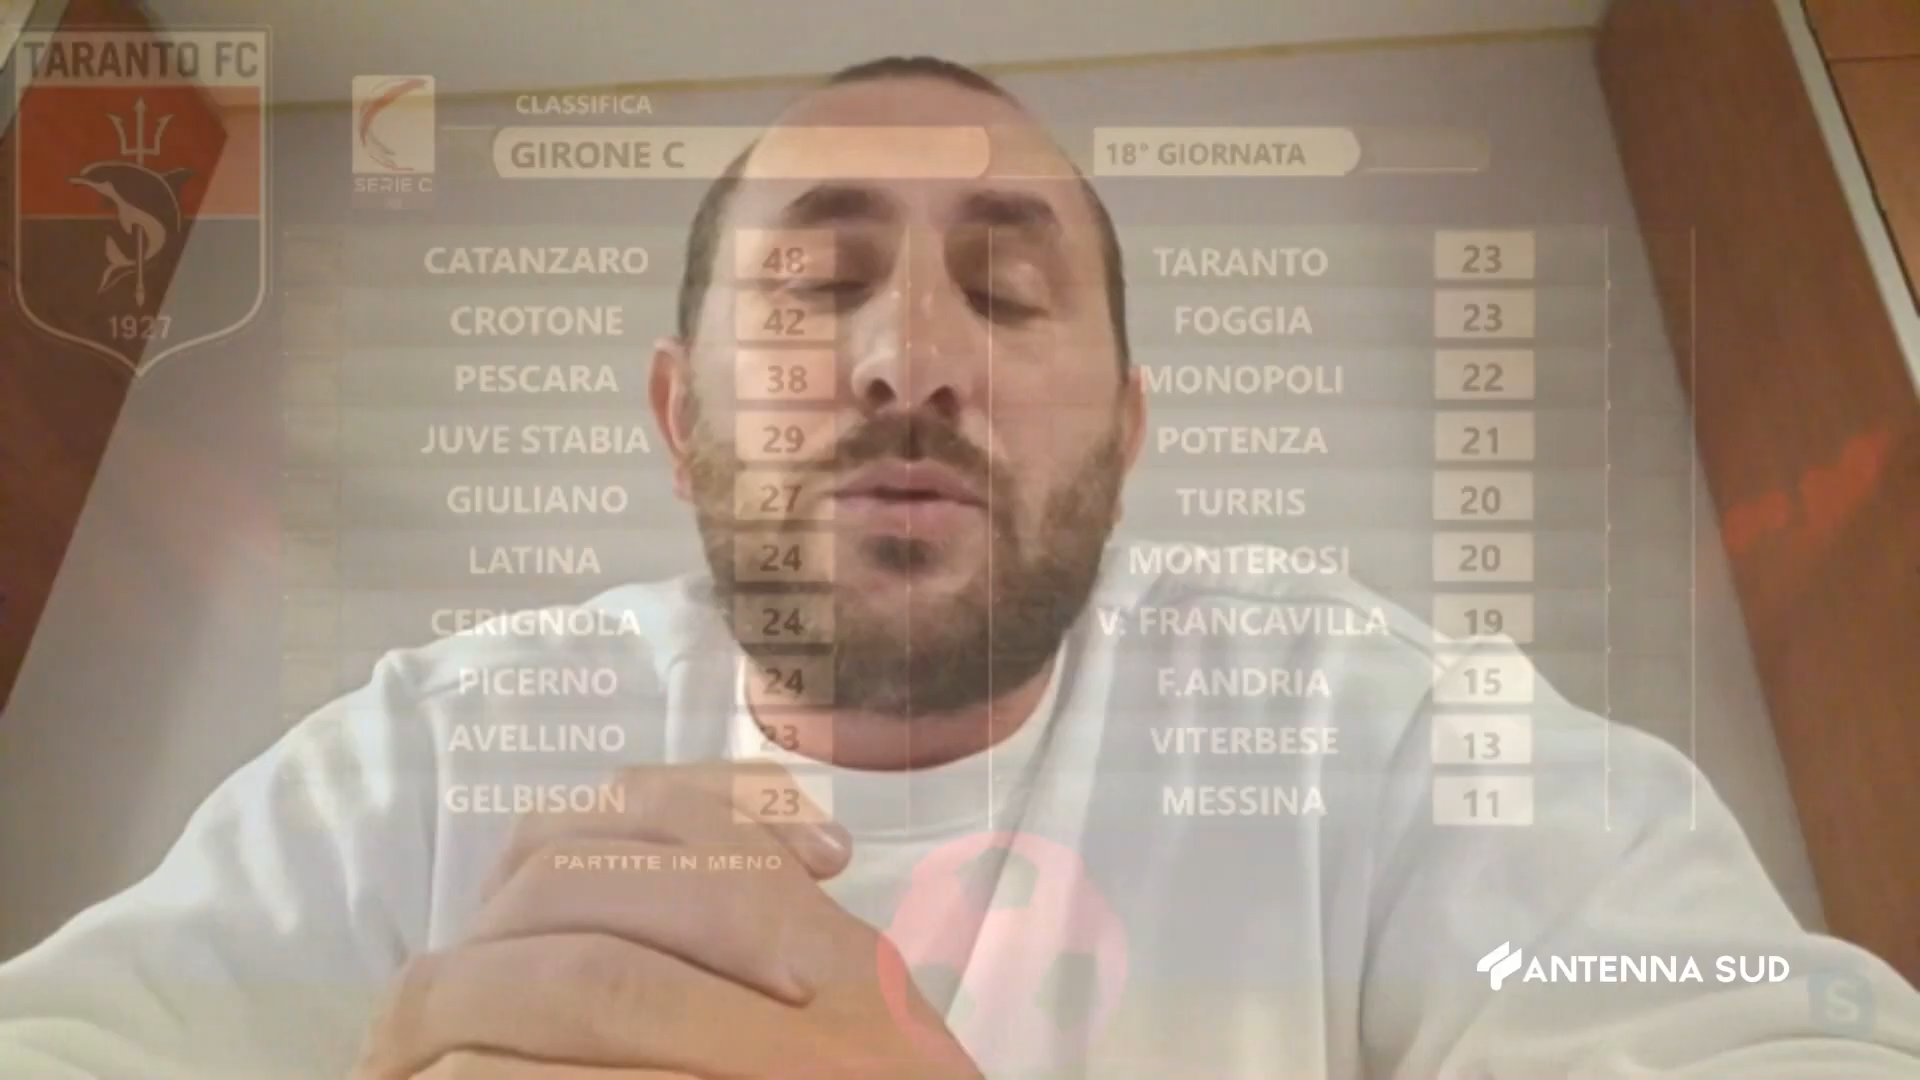 TARANTO FC
1927
SERIE C
CLASSIFICA
GIRONE C
18° GIORNATA
CATANZARO 48
CROTONE 42
PESCARA 38
JUVE STABIA 29
GIULIANO 27
LATINA 24
CERIGNOLA 24
PICERNO 24
AVELLINO 23
GELBISON 23
TARANTO 23
FOGGIA 23
MONOPOLI 22
POTENZA 21
TURRIS 20
MONTEROSI 20
V. FRANCAVILLA 19
F.ANDRIA 15
VITERBESE 13
MESSINA 11
PARTITE IN MENO
ANTENNA SUD
S